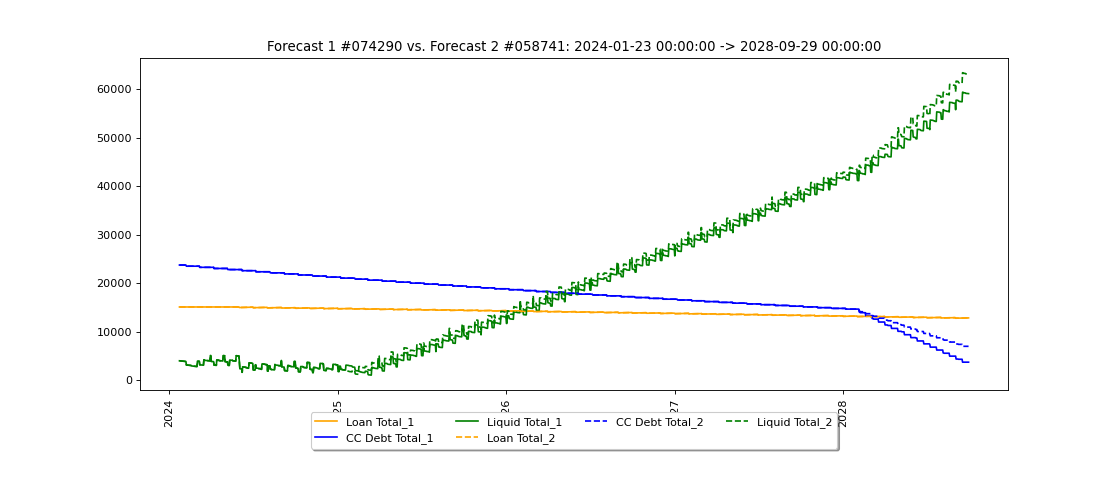 Forecast 1 #074290 vs. Forecast 2 #058741: 2024-01-23 00:00:00 -> 2028-09-29 00:00:00
60000
50000
40000
30000
20000
10000
0
2024
25
26
27
2028
Loan Total_1
Liquid Total_1
CC Debt Total_2
Liquid Total_2
CC Debt Total_1
Loan Total_2